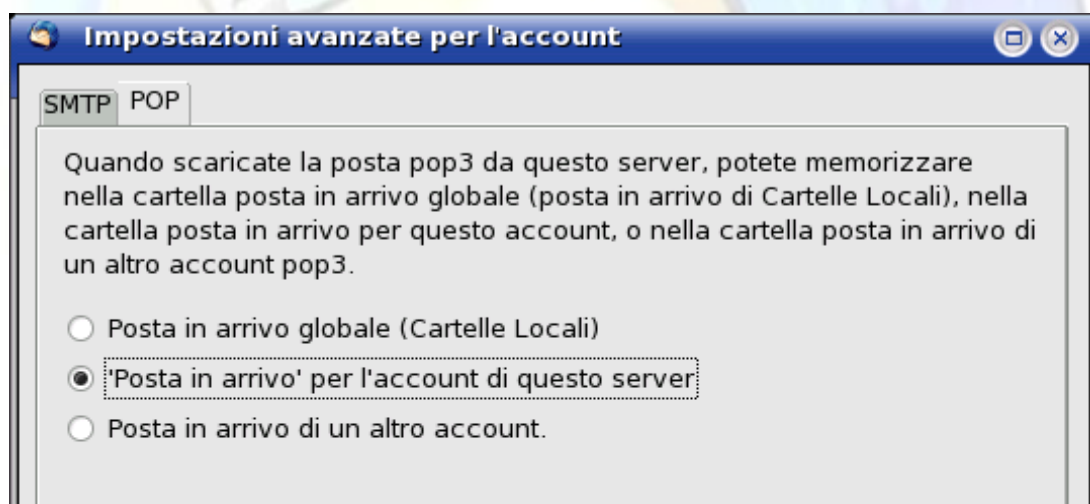 Impostazioni avanzate per l'account
SMTP POP
Quando scaricate la posta pop3 da questo server, potete memorizzare
nella cartella posta in arrivo globale (posta in arrivo di Cartelle Locali), nella
cartella posta in arrivo per questo account, o nella cartella posta in arrivo di
un altro account pop3.
Posta in arrivo globale (Cartelle Locali)
'Posta in arrivo' per l'account di questo server
Posta in arrivo di un altro account.